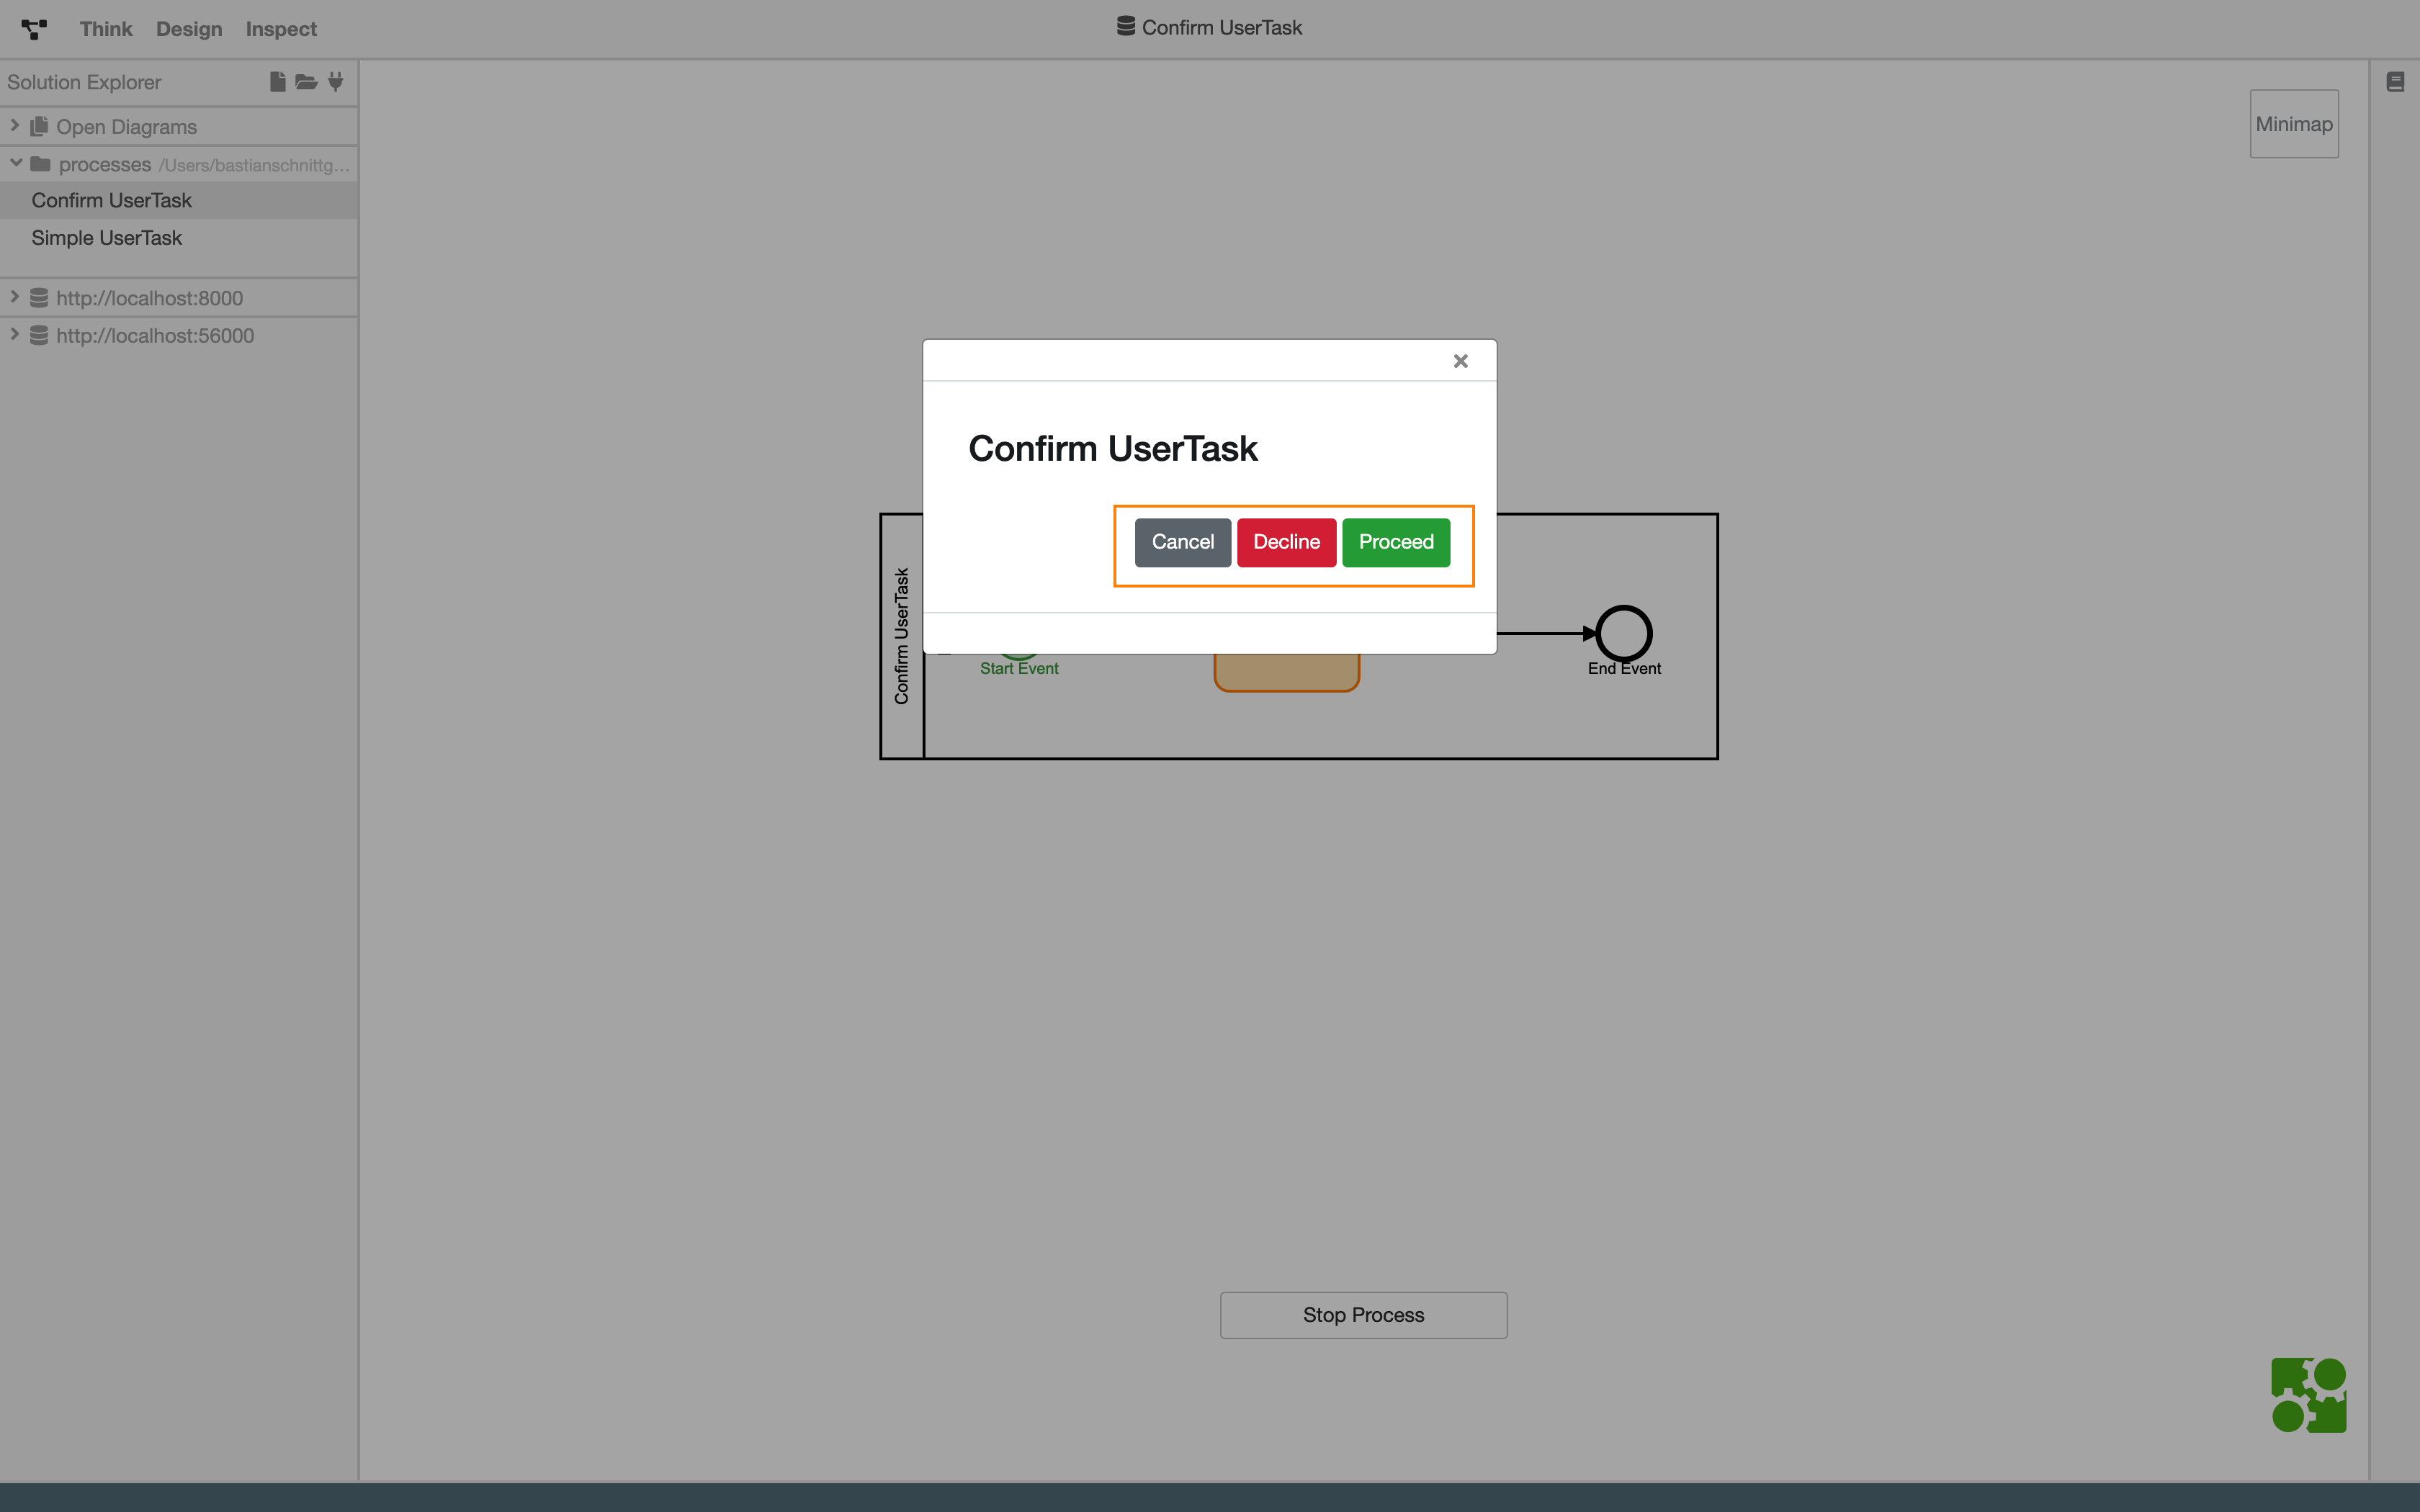 Think Design Inspect
Confirm UserTask
Solution Explorer
Open Diagrams
processes /Users/bastianschnittg...
Confirm UserTask
Simple UserTask
http://localhost:8000
http://localhost:56000
Minimap
Confirm UserTask
Cancel Decline Proceed
Confirm UserTask
Start Event
End Event
Stop Process